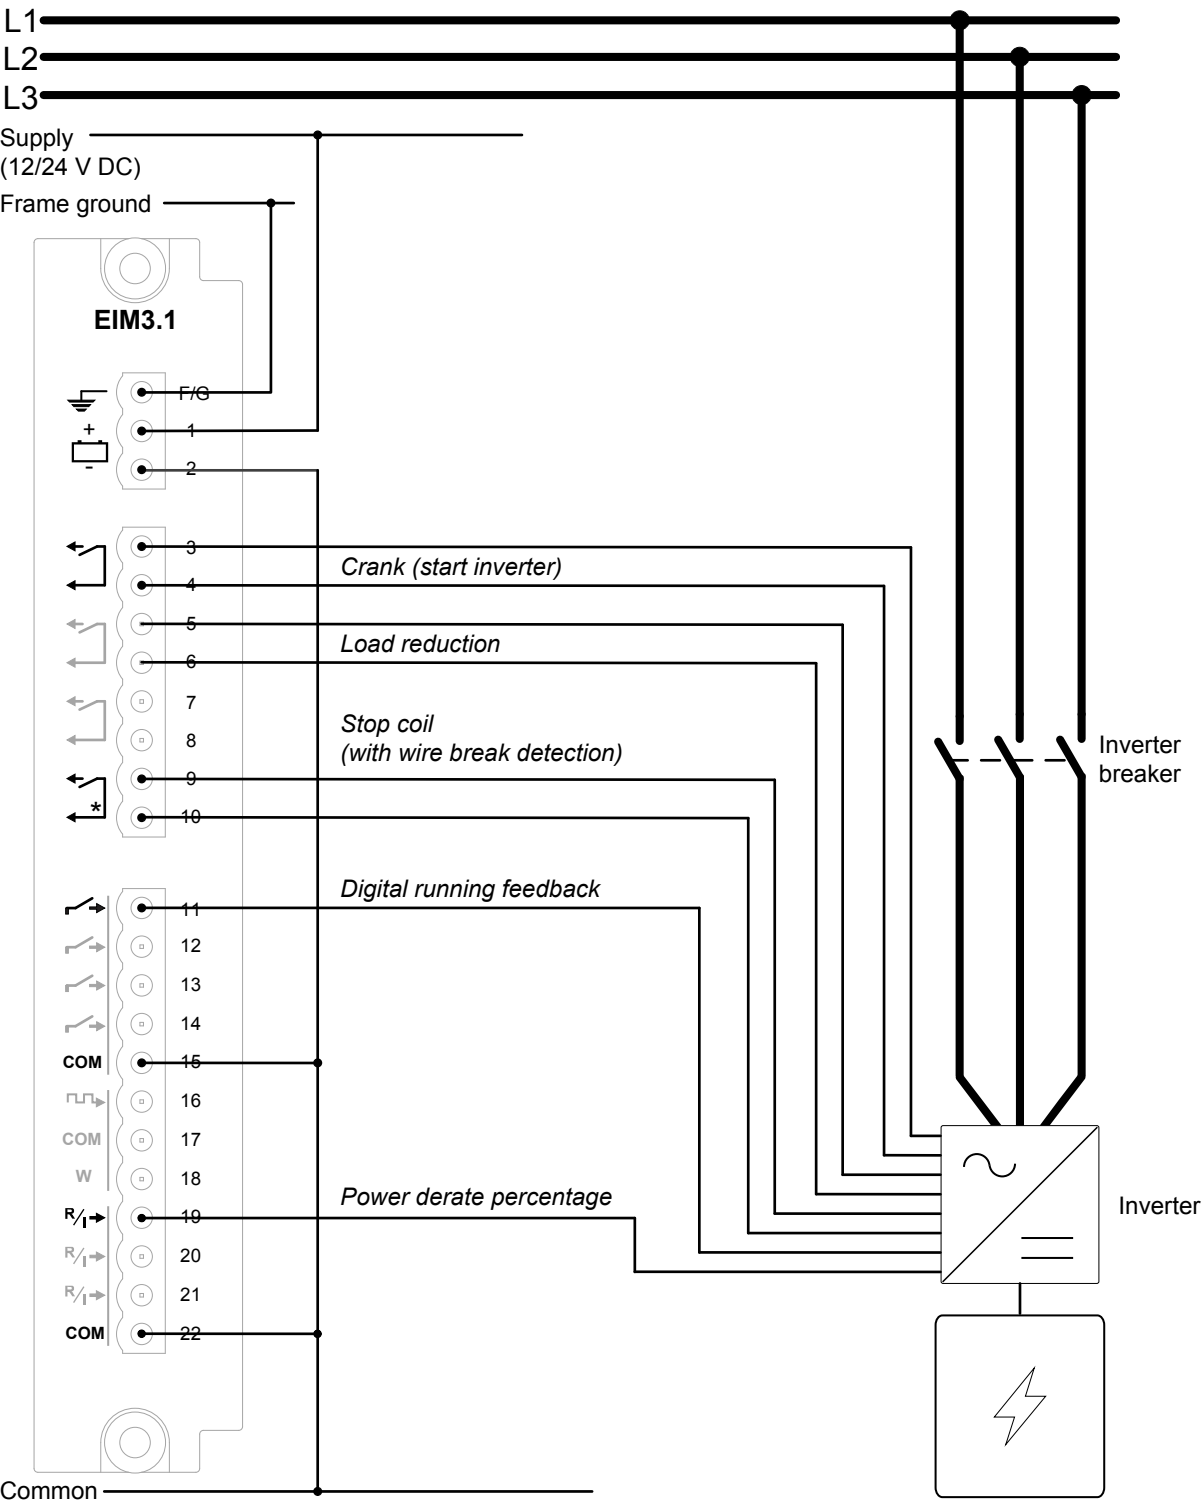 L1
L2
L3
Supply
(12/24 V DC)
Frame ground
EIM3.1
F/G
+
1
-
2
3
Crank (start inverter)
4
5
Load reduction
6
7
Stop coil
(with wire break detection)
8
Inverter
breaker
9
*
10
Digital running feedback
11
12
13
14
COM 15
16
COM 17
W 18
Power derate percentage
R/I 19
Inverter
R/I 20
R/I 21
COM 22
Common